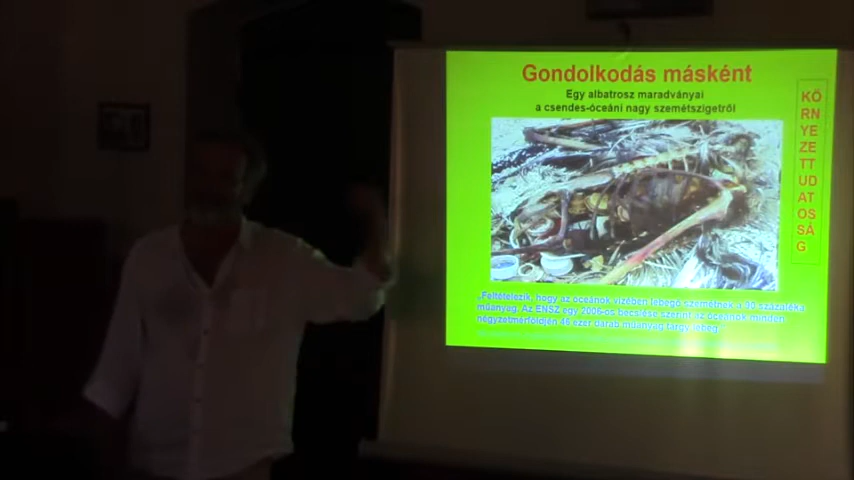 Gondolkodás másként
Egy albatrosz maradványai
a csendes-óceáni nagy szemétszigetről
KÖ
RN
YE
ZE
TT
UD
AT
OS
SÁ
G
„Feltételezik, hogy az óceánok vizében lebegő szemétnek a 90 százaléka
műanyag. Az ENSZ egy 2006-os becslése szerint az óceánok minden
négyzetmérföldjén 46 ezer darab műanyag tárgy lebeg."